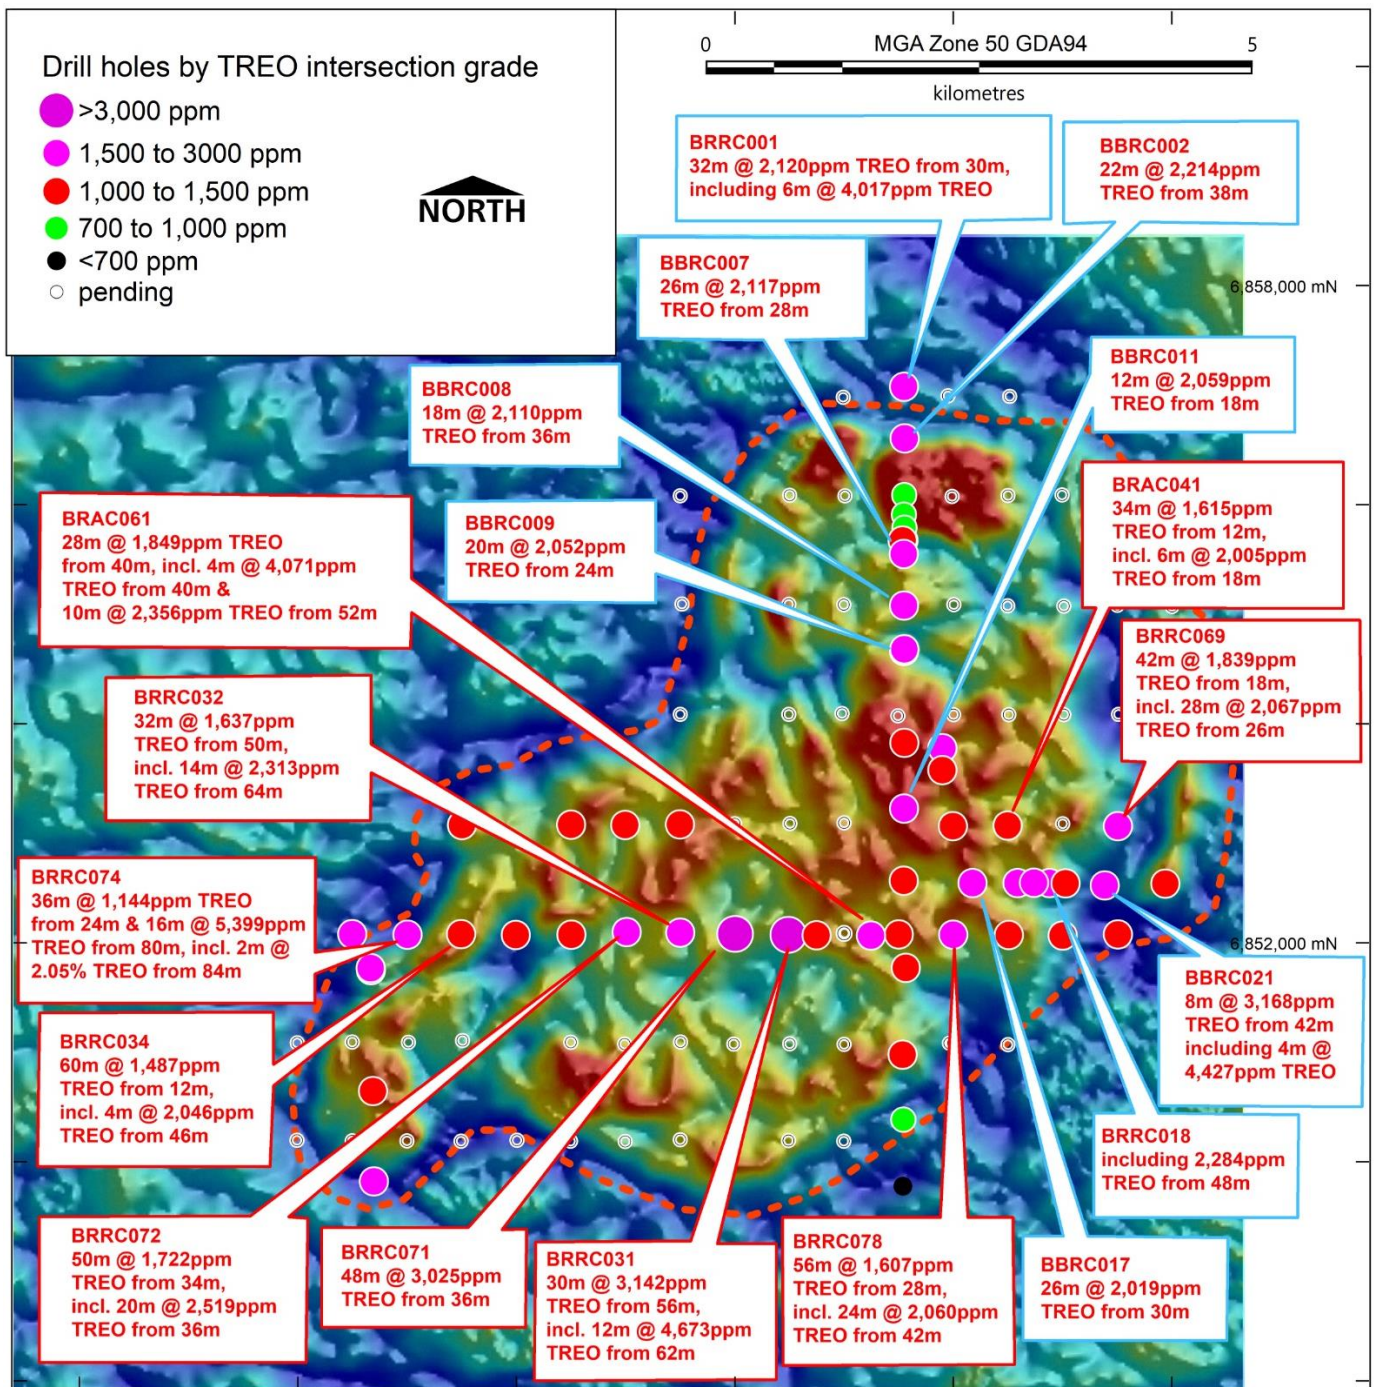 Drill holes by TREO intersection grade
>3,000 ppm
1,500 to 3000 ppm
1,000 to 1,500 ppm
700 to 1,000 ppm
<700 ppm
pending
NORTH
0
MGA Zone 50 GDA94
5
kilometres
BRRC001
32m @ 2,120ppm TREO from 30m,
including 6m @ 4,017ppm TREO
BBRC002
22m @ 2,214ppm
TREO from 38m
BBRC007
26m @ 2,117ppm
TREO from 28m
6,858,000 mN
BBRC011
12m @ 2,059ppm
TREO from 18m
BBRC008
18m @ 2,110ppm
TREO from 36m
BRAC041
34m @ 1,615ppm
TREO from 12m,
incl. 6m @ 2,005ppm
TREO from 18m
BRAC061
28m @ 1,849ppm TREO
from 40m, incl. 4m @ 4,071ppm
TREO from 40m &
10m @ 2,356ppm TREO from 52m
BBRC009
20m @ 2,052ppm
TREO from 24m
BRRC069
42m @ 1,839ppm
TREO from 18m,
incl. 28m @ 2,067ppm
TREO from 26m
BRRC032
32m @ 1,637ppm
TREO from 50m,
incl. 14m @ 2,313ppm
TREO from 64m
BRRC074
36m @ 1,144ppm TREO
from 24m & 16m @ 5,399ppm
TREO from 80m, incl. 2m @
2.05% TREO from 84m
6,852,000 mN
BBRC021
8m @ 3,168ppm
TREO from 42m
including 4m @
4,427ppm TREO
BRRC034
60m @ 1,487ppm
TREO from 12m,
incl. 4m @ 2,046ppm
TREO from 46m
BRRC018
including 2,284ppm
TREO from 48m
BRRC072
50m @ 1,722ppm
TREO from 34m,
incl. 20m @ 2,519ppm
TREO from 36m
BRRC071
48m @ 3,025ppm
TREO from 36m
BRRC031
30m @ 3,142ppm
TREO from 56m,
incl. 12m @ 4,673ppm
TREO from 62m
BRRC078
56m @ 1,607ppm
TREO from 28m,
incl. 24m @ 2,060ppm
TREO from 42m
BBRC017
26m @ 2,019ppm
TREO from 30m